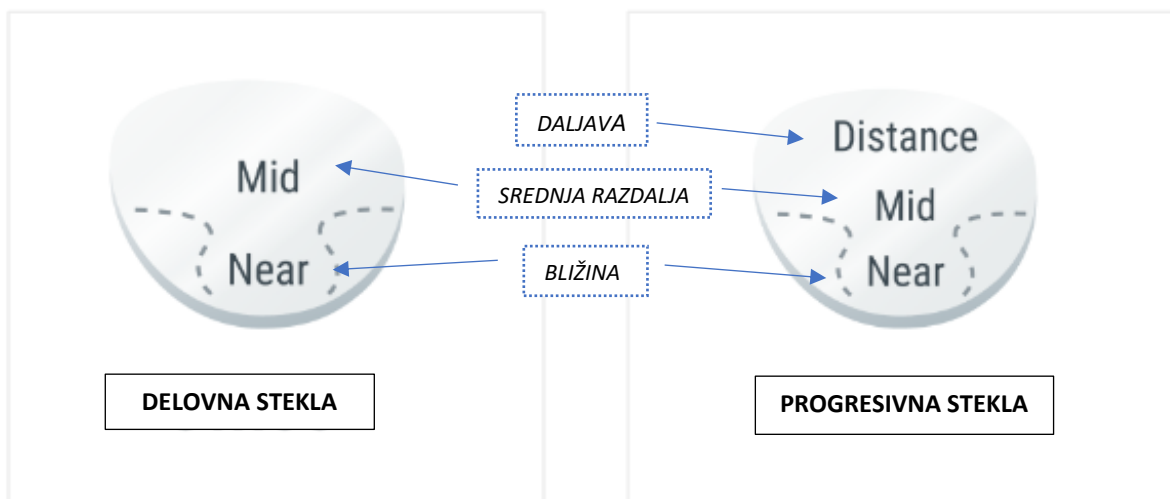 DALJAVA
Distance
Mid
SREDNJA RAZDALJA
Mid
Near
BLIŽINA
Near
DELOVNA STEKLA
PROGRESIVNA STEKLA